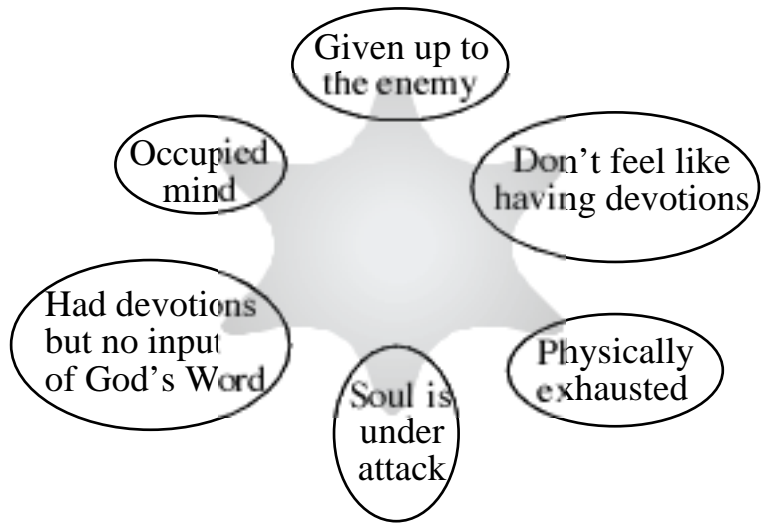 Given up to
the enemy
Occupied
mind
Don't feel like
having devotions
Had devotions
but no input
of God's Word
Physically
exhausted
Soul is
under
attack